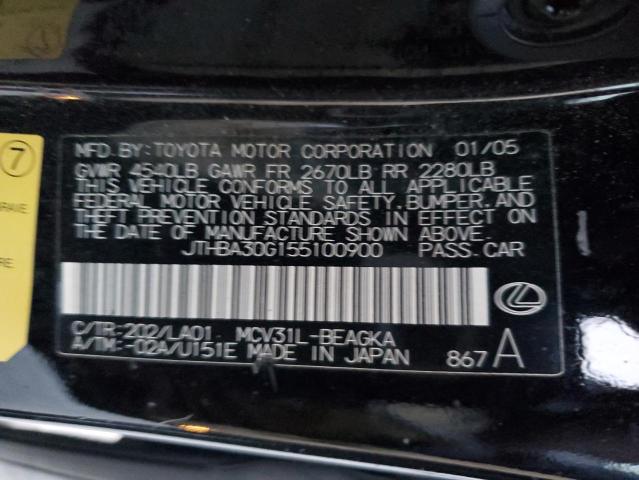 7
RAVE
RE
MFD. BY: TOYOTA MOTOR CORPORATION 01/05
GVWR 4540LB GAWR FR 2670LB RR 2280LB
THIS VEHICLE CONFORMS TO ALL APPLICABLE
FEDERAL MOTOR VEHICLE SAFETY, BUMPER, AND
THEFT PREVENTION STANDARDS IN EFFECT ON
THE DATE OF MANUFACTURE SHOWN ABOVE.
JTHBA30G155100900 PASS. CAR
C/TR: 202/LA01 MCV31L-BEAGKA
A/TM: -02A/U151E MADE IN JAPAN 867 A